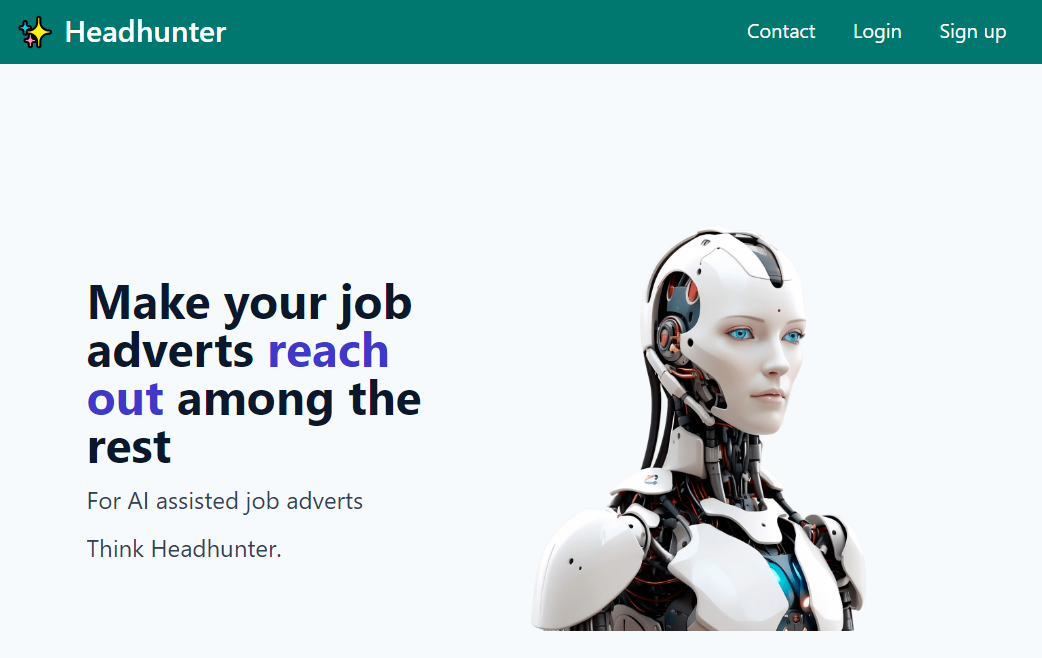 Headhunter
Contact
Login
Sign up
Make your job
adverts reach
out among the
rest
For AI assisted job adverts
Think Headhunter.